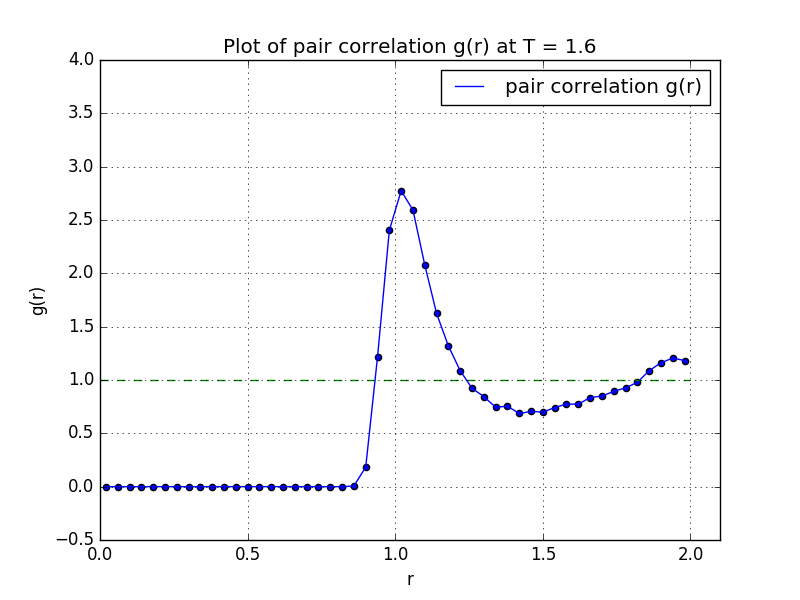 Plot of pair correlation g(r) at T = 1.6
pair correlation g(r)
4.0
3.5
3.0
2.5
2.0
1.5
1.0
0.5
0.0
−0.5
g(r)
0.0 0.5 1.0 1.5 2.0
r